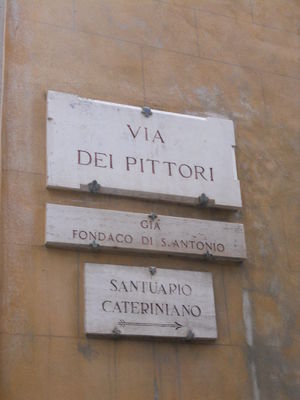 VIA
DEI PITTORI
GIÀ
FONDACO DI S. ANTONIO
SANTUARIO
CATERINIANO